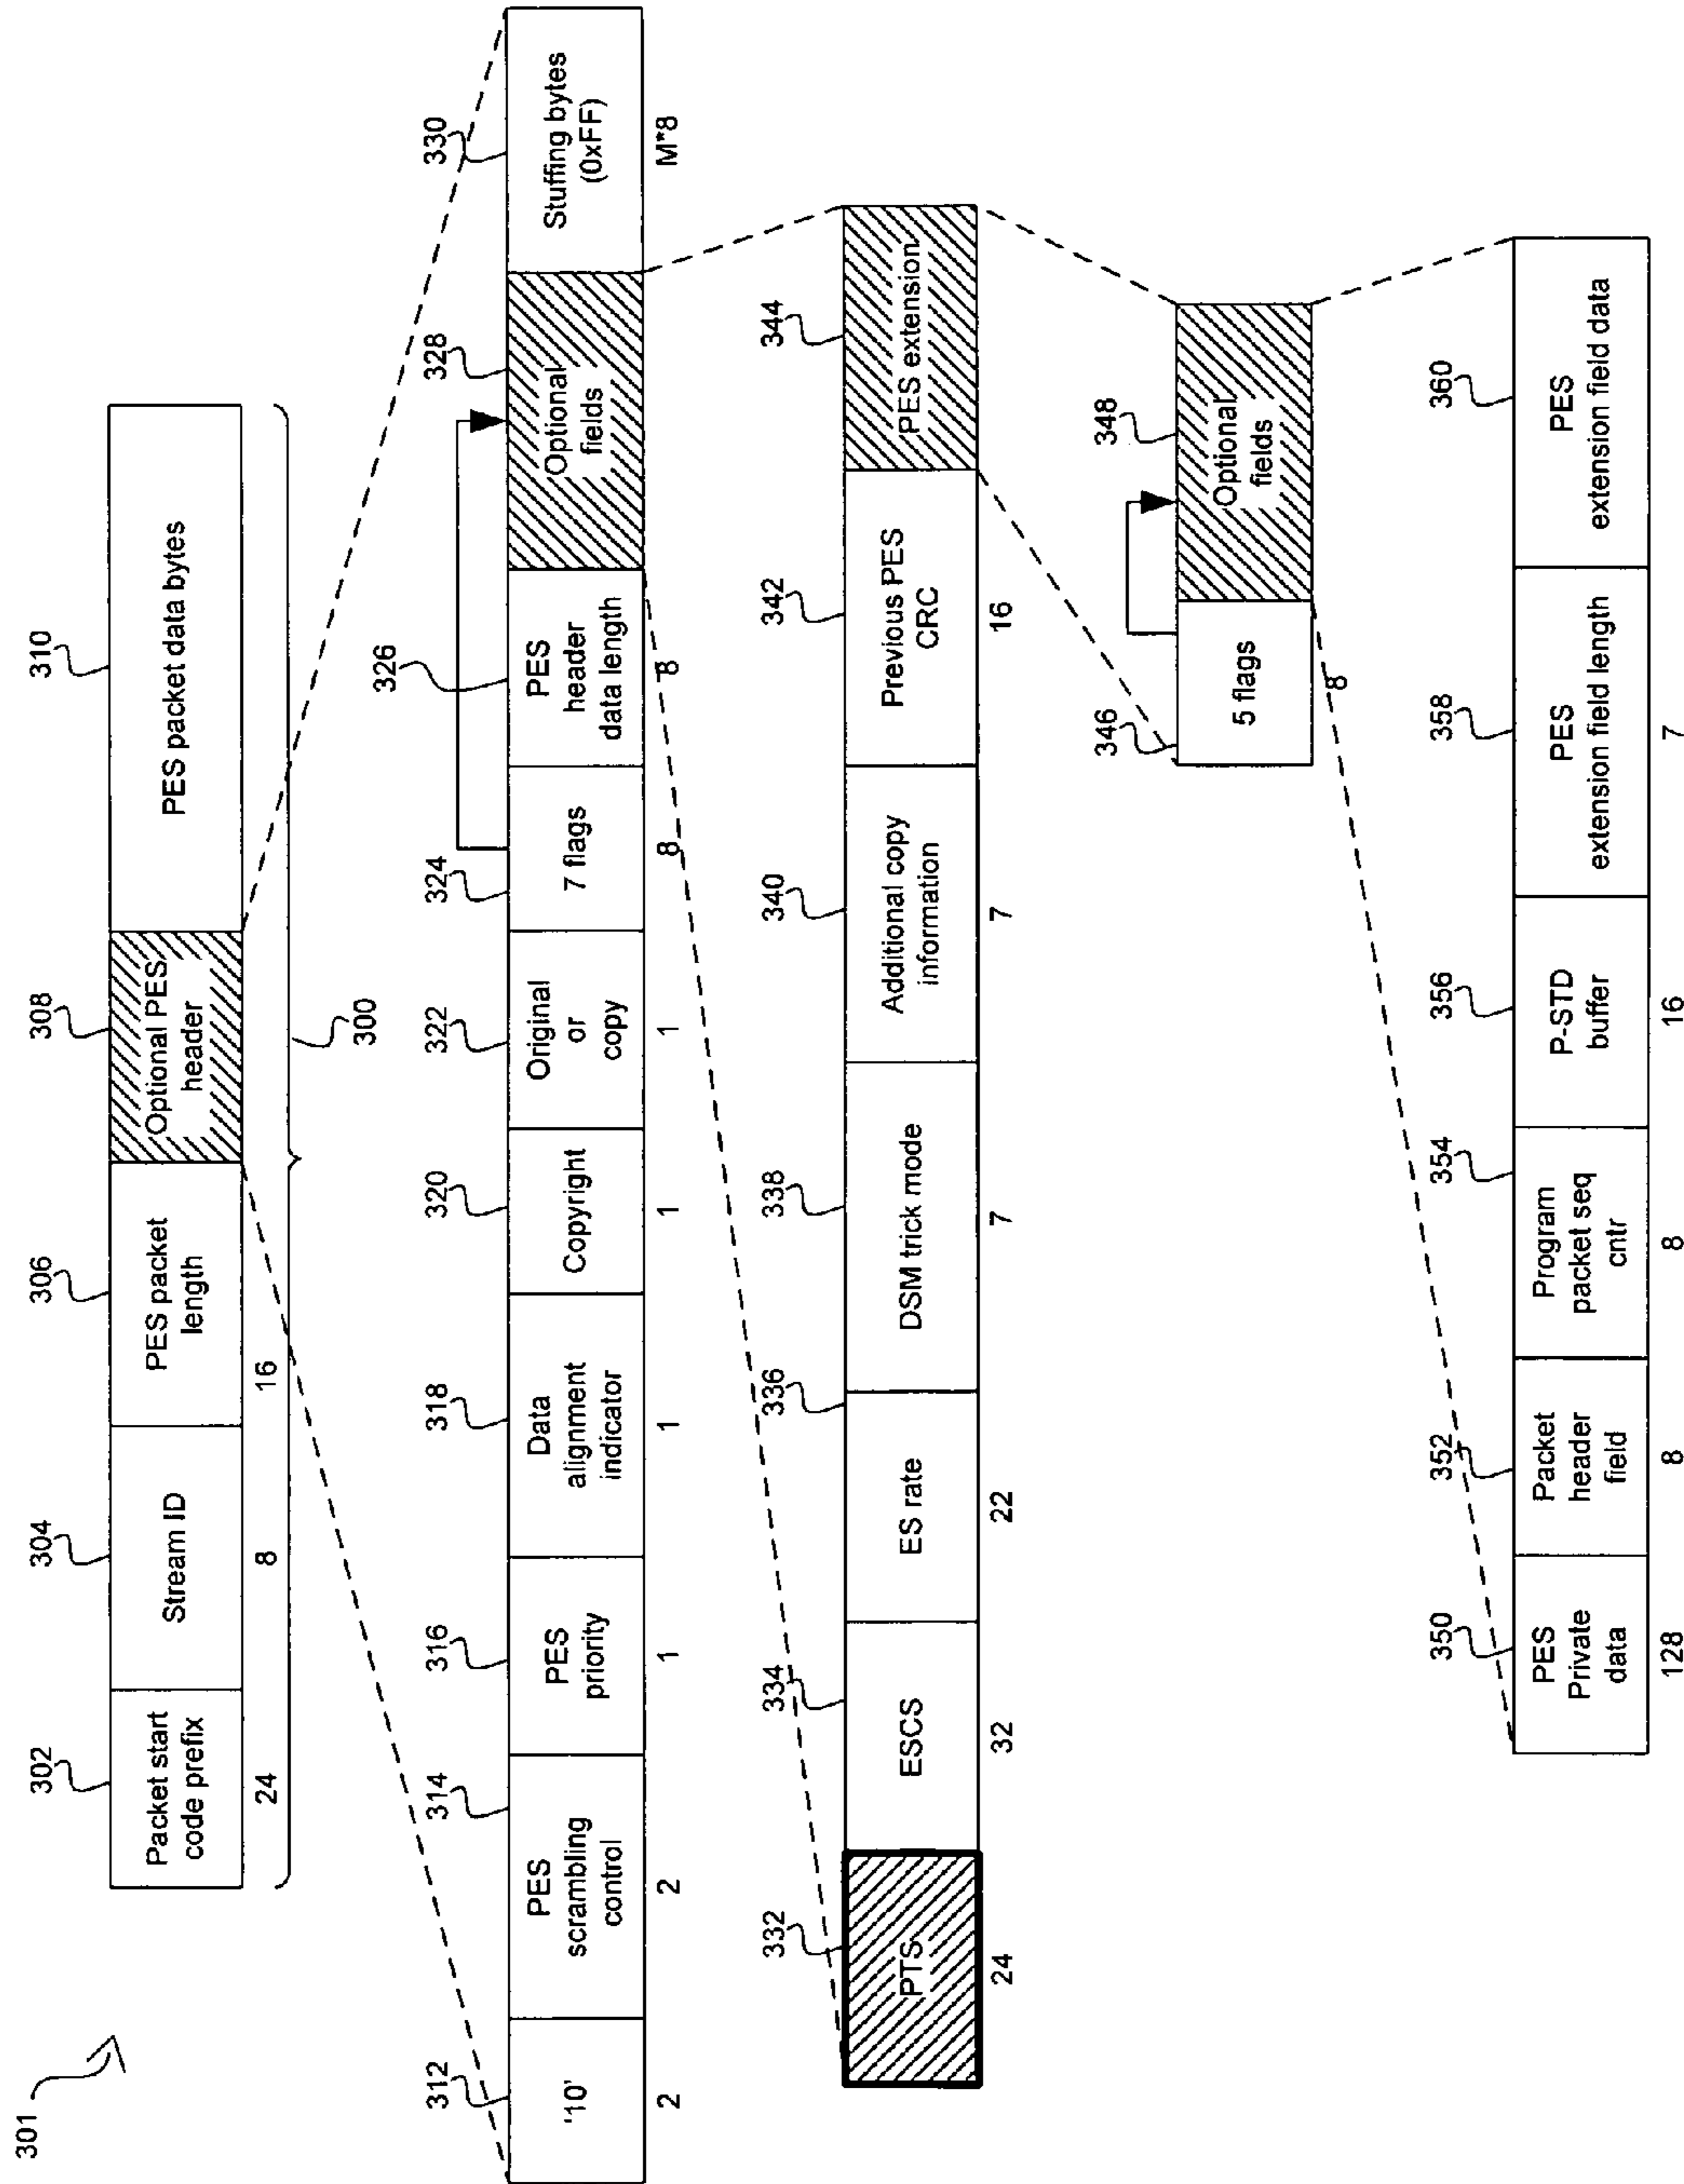 301
302
304
306
308
310
Packet start
code prefix
Stream ID
PES packet
length
Optional PES
header
PES packet data bytes
24
8
16
300
312
314
316
318
320
322
324
326
328
330
'10'
PES
scrambling
control
PES
priority
Data
alignment
indicator
Copyright
Original
or
copy
7 flags
PES
header
data length
Optional
fields
Stuffing bytes
(0xFF)
2
2
1
1
1
1
8
8
M*8
332
334
336
338
340
342
344
PTS
ESCS
ES rate
DSM trick mode
Additional copy
information
Previous PES
CRC
PES extension
24
32
22
7
7
16
346
348
5 flags
Optional
fields
8
350
352
354
356
358
360
PES
Private
data
Packet
header
field
Program
packet seq
cntr
P-STD
buffer
PES
extension field length
PES
extension field data
128
8
8
16
7